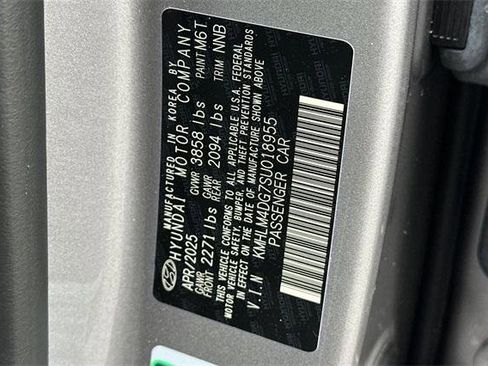 MANUFACTURED IN KOREA BY
HYUNDAI MOTOR COMPANY
APR/2025 GVWR 3858 lbs PAINT M6T
GAWR FRONT 2271 lbs GAWR REAR 2094 lbs TRIM NNB
THIS VEHICLE CONFORMS TO ALL APPLICABLE U.S.A. FEDERAL
MOTOR VEHICLE SAFETY, BUMPER, AND THEFT PREVENTION STANDARDS
IN EFFECT ON THE DATE OF MANUFACTURE SHOWN ABOVE
V.I.N KMHLM4DG7SU018955
PASSENGER CAR